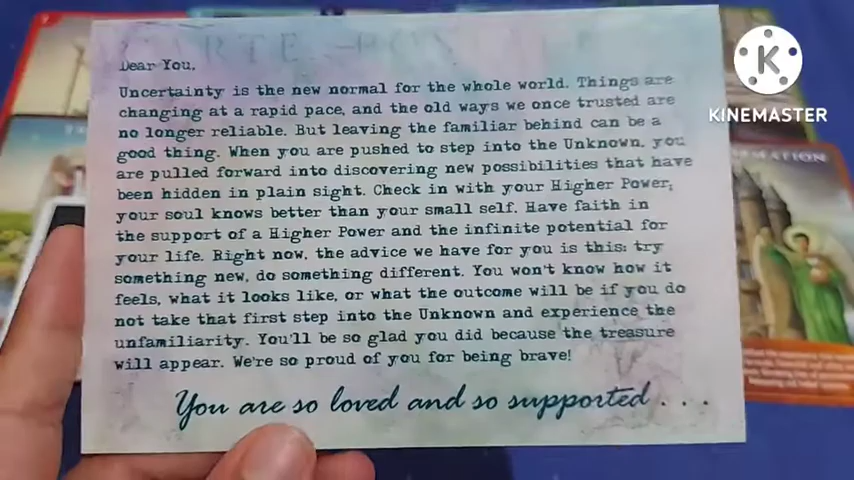 CARTE POSTALE
Dear You,
Uncertainty is the new normal for the whole world. Things are
changing at a rapid pace, and the old ways we once trusted are
no longer reliable. But leaving the familiar behind can be a
good thing. When you are pushed to step into the Unknown, you
are pulled forward into discovering new possibilities that have
been hidden in plain sight. Check in with your Higher Power;
your soul knows better than your small self. Have faith in
the support of a Higher Power and the infinite potential for
your life. Right now, the advice we have for you is this: try
something new, do something different. You won't know how it
feels, what it looks like, or what the outcome will be if you do
not take that first step into the Unknown and experience the
unfamiliarity. You'll be so glad you did because the treasure
will appear. We're so proud of you for being brave!
You are so loved and so supported . . . .
K
KINEMASTER